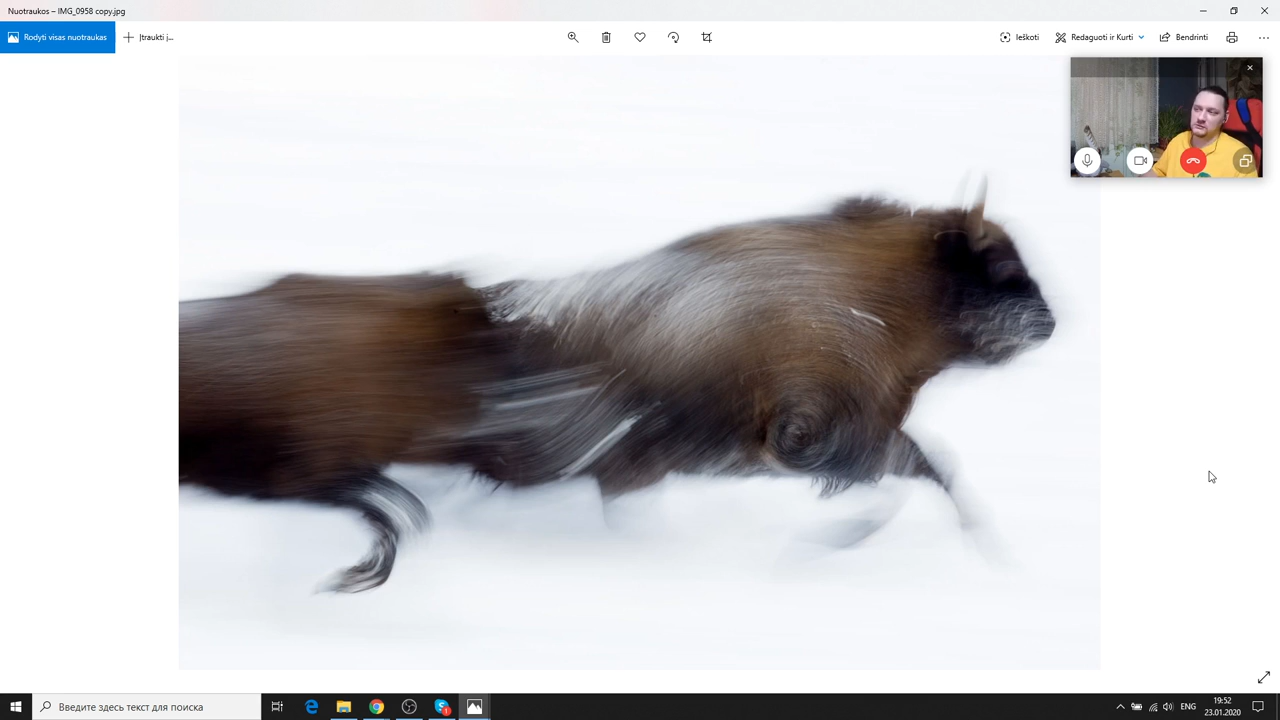 Nuotraukos – IMG_0958 copy.jpg
Rodyti visas nuotraukas
Įtraukti į...
Ieškoti
Redaguoti ir Kurti
Bendrinti
Введите здесь текст для поиска
ENG
19:52
23.01.2020